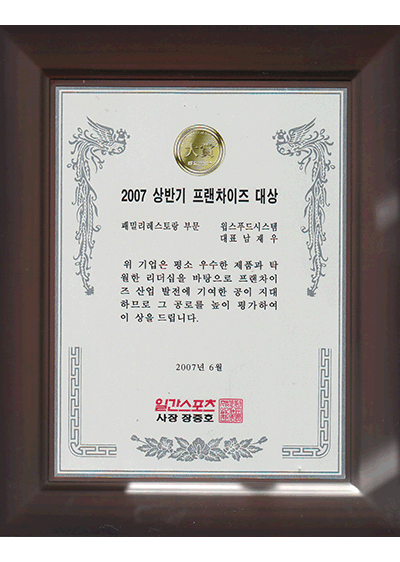 大賞
2007 상반기 프랜차이즈 대상
패밀리레스토랑 부문 윕스푸드시스템
대표 남재우
위 기업은 평소 우수한 제품과 탁
월한 리더십을 바탕으로 프랜차이
즈 산업 발전에 기여한 공이 지대
하므로 그 공로를 높이 평가하여
이 상을 드립니다.
2007년 6월
일간스포츠
사장 장중호